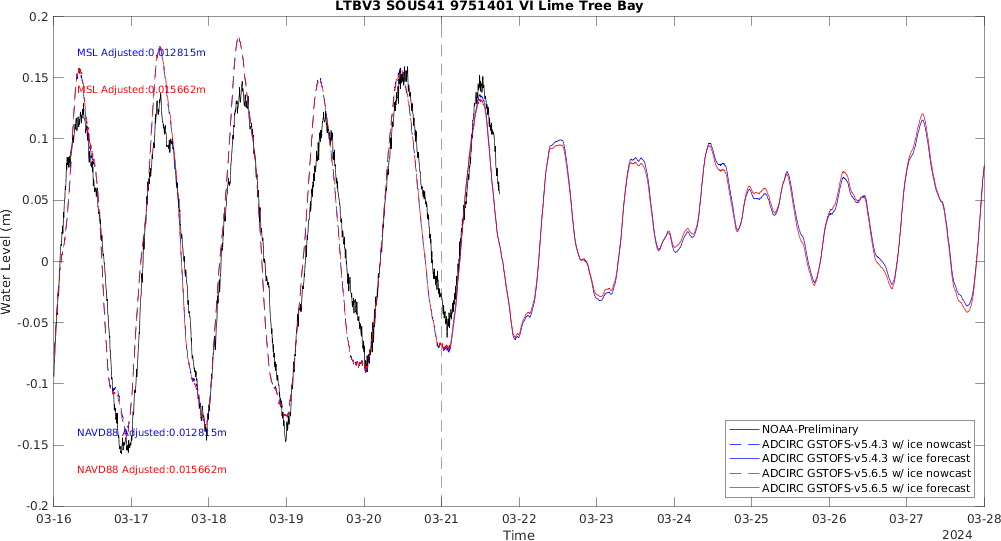 LTBV3 SOUS41 9751401 VI Lime Tree Bay
0.2
0.15
0.1
0.05
0
-0.05
-0.1
-0.15
-0.2
Water Level (m)
MSL Adjusted:0.012815m
MSL Adjusted:0.015662m
NAVD88 Adjusted:0.012815m
NAVD88 Adjusted:0.015662m
NOAA-Preliminary
ADCIRC GSTOFS-v5.4.3 w/ ice nowcast
ADCIRC GSTOFS-v5.4.3 w/ ice forecast
ADCIRC GSTOFS-v5.6.5 w/ ice nowcast
ADCIRC GSTOFS-v5.6.5 w/ ice forecast
03-16 03-17 03-18 03-19 03-20 03-21 03-22 03-23 03-24 03-25 03-26 03-27 03-28
Time
2024